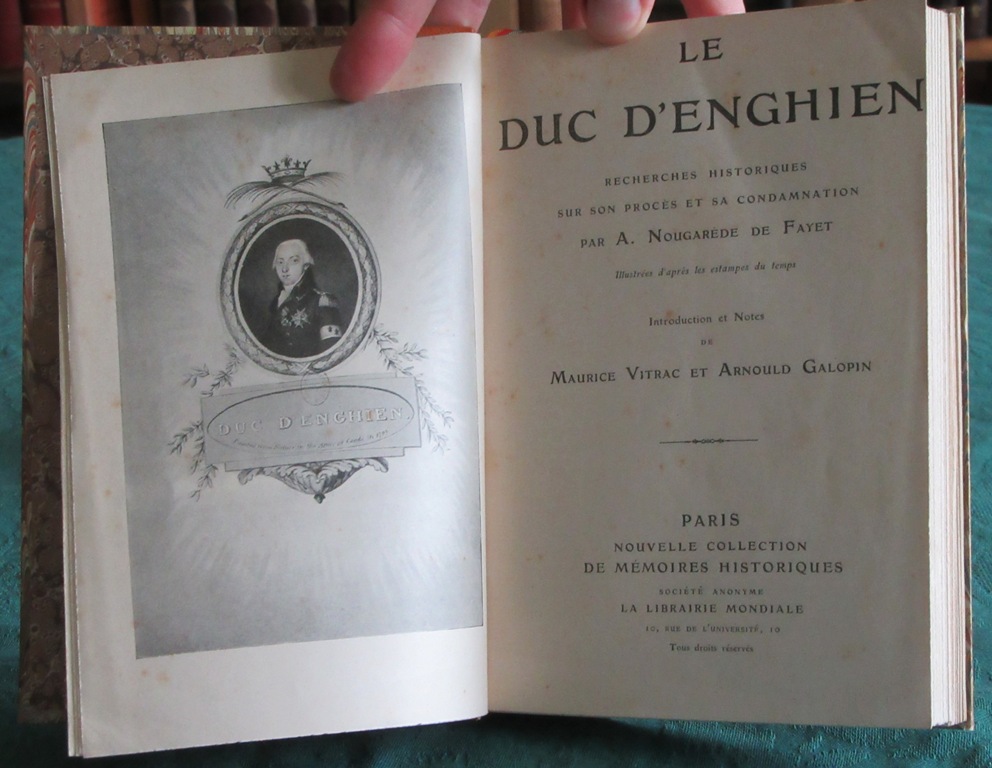 DUC D'ENGHIEN.
LE
DUC D'ENGHIEN
RECHERCHES HISTORIQUES
SUR SON PROCÈS ET SA CONDAMNATION
PAR A. NOUGARÈDE DE FAYET
Illustrées d'après les estampes du temps
Introduction et Notes
DE
MAURICE VITRAC ET ARNOULD GALOPIN
PARIS
NOUVELLE COLLECTION
DE MÉMOIRES HISTORIQUES
SOCIÉTÉ ANONYME
LA LIBRAIRIE MONDIALE
10, RUE DE L'UNIVERSITÉ, 10
Tous droits réservés